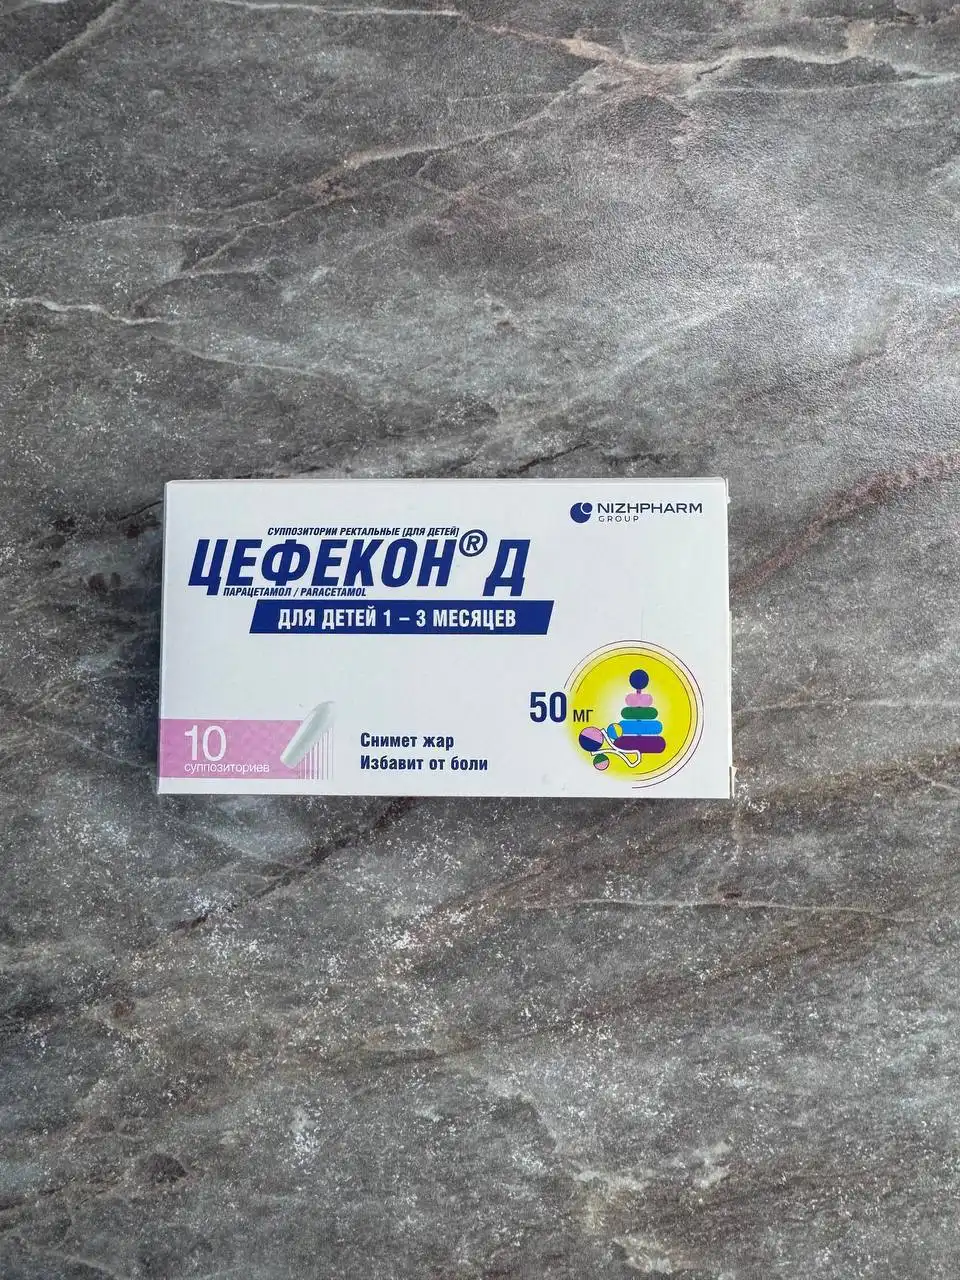 NIZHPHARM
GROUP
СУППОЗИТОРИИ РЕКТАЛЬНЫЕ [ДЛЯ ДЕТЕЙ]
ЦЕФЕКОН® Д
ПАРАЦЕТАМОЛ / PARACETAMOL
ДЛЯ ДЕТЕЙ 1 – 3 МЕСЯЦЕВ
50 мг
10
суппозиториев
Снимет жар
Избавит от боли